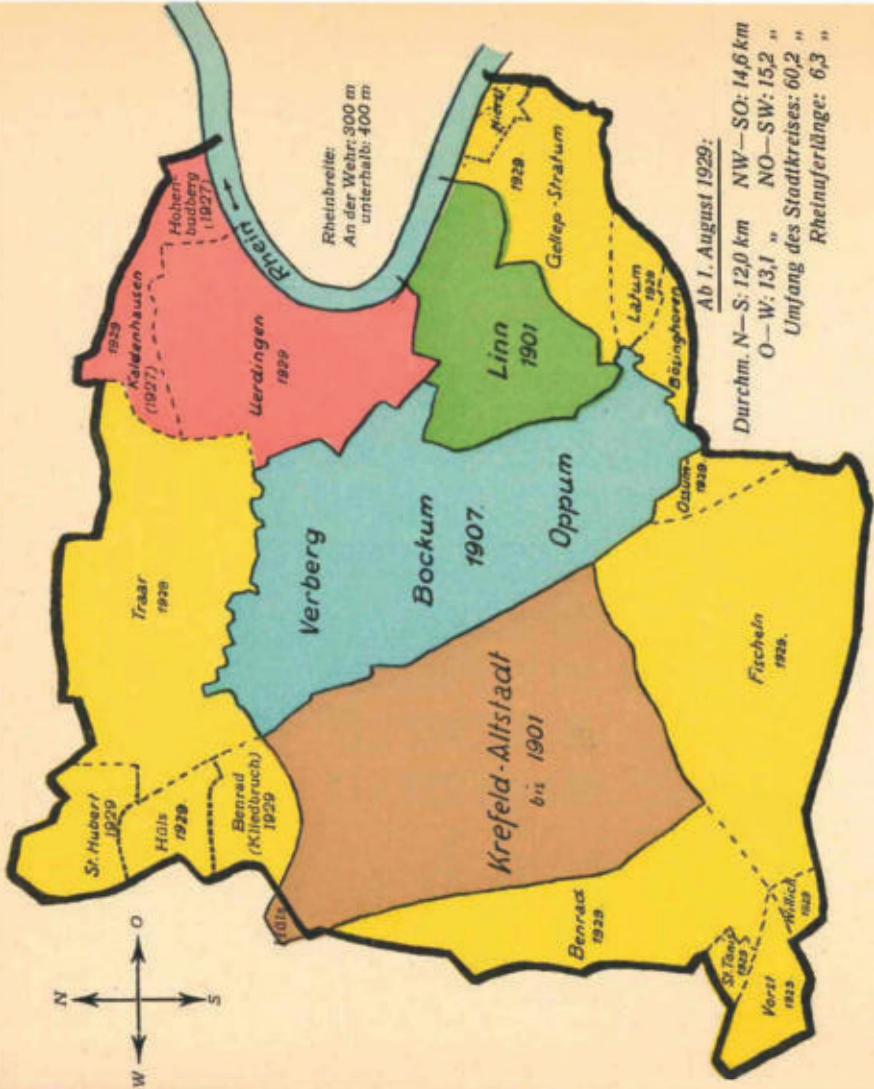 N
W
O
S
St. Hubert
1929
Hüls
1929
Benrad
(Kliedbruch)
1929
Hüls
Traar
1929
1929
Kaldenhausen
(1927)
Hohen-
budberg
(1927)
Uerdingen
1929
Rhein
Rheinbreite:
An der Wehr: 300 m
unterhalb: 400 m
Verberg
Bockum
1907.
Oppum
Linn
1901
Nierst
1929
Gellep-Stratum
Latum
1929
Bösinghoven
Ossum-
1929.
Krefeld-Altstadt
bis 1901
Fischeln
1929.
Benrad
1929.
St. Tönis
1929
Willich
1929
Vorst
1929.
Ab 1. August 1929:
Durchm. N—S: 12,0 km NW—SO: 14,6 km
O—W: 13,1 „ NO—SW: 15,2 „
Umfang des Stadtkreises: 60,2 „
Rheinuferlänge: 6,3 „